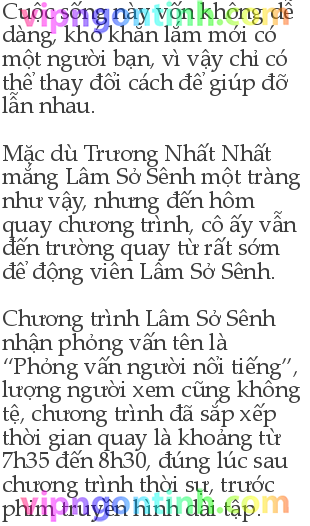 Cuộc sống này vốn không dễ
dàng, khó khăn lắm mới có
một người bạn, vì vậy chỉ có
thể thay đổi cách để giúp đỡ
lẫn nhau.
Mặc dù Trương Nhất Nhất
mắng Lâm Sở Sênh một tràng
như vậy, nhưng đến hôm
quay chương trình, cô ấy vẫn
đến trường quay từ rất sớm
để động viên Lâm Sở Sênh.
Chương trình Lâm Sở Sênh
nhận phỏng vấn tên là
“Phỏng vấn người nổi tiếng”,
lượng người xem cũng không
tệ, chương trình đã sắp xếp
thời gian quay là khoảng từ
7h35 đến 8h30, đúng lúc sau
chương trình thời sự, trước
phim truyền hình dài tập.
vipngontinh.com
vipngontinh.com